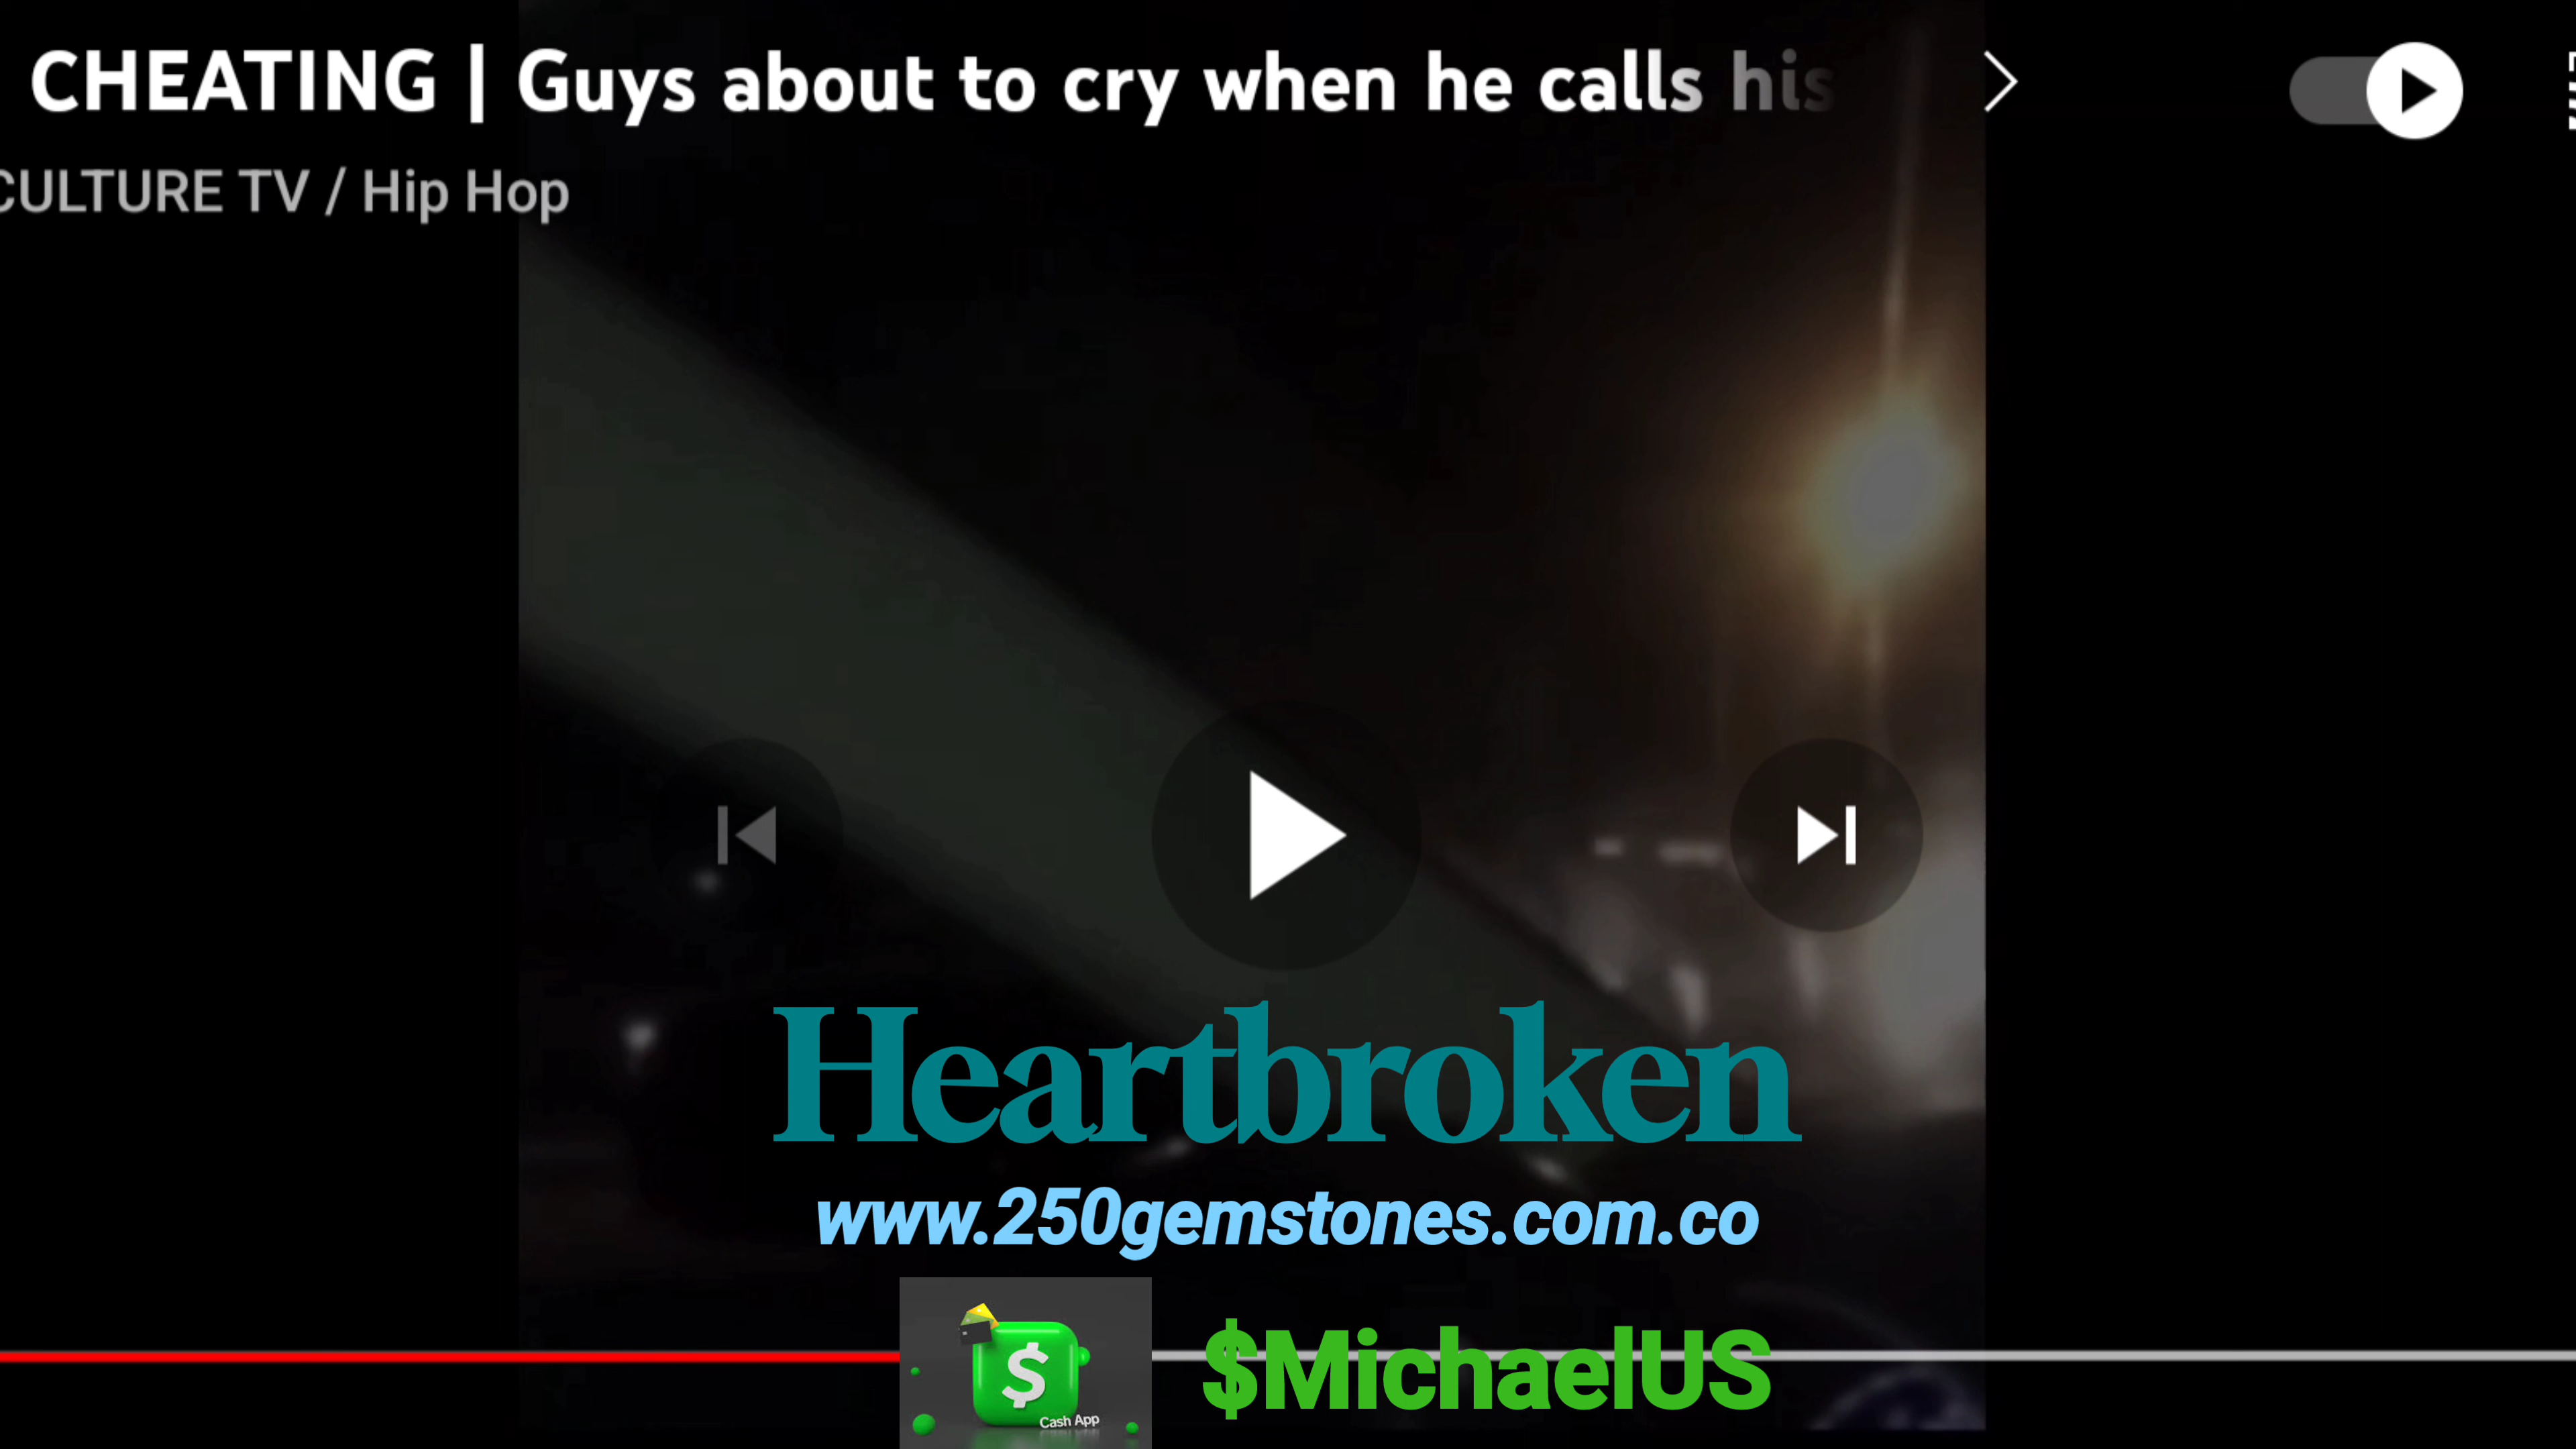 CHEATING | Guys about to cry when he calls his
CULTURE TV / Hip Hop
Heartbroken
www.250gemstones.com.co
$
Cash App
$MichaelUS